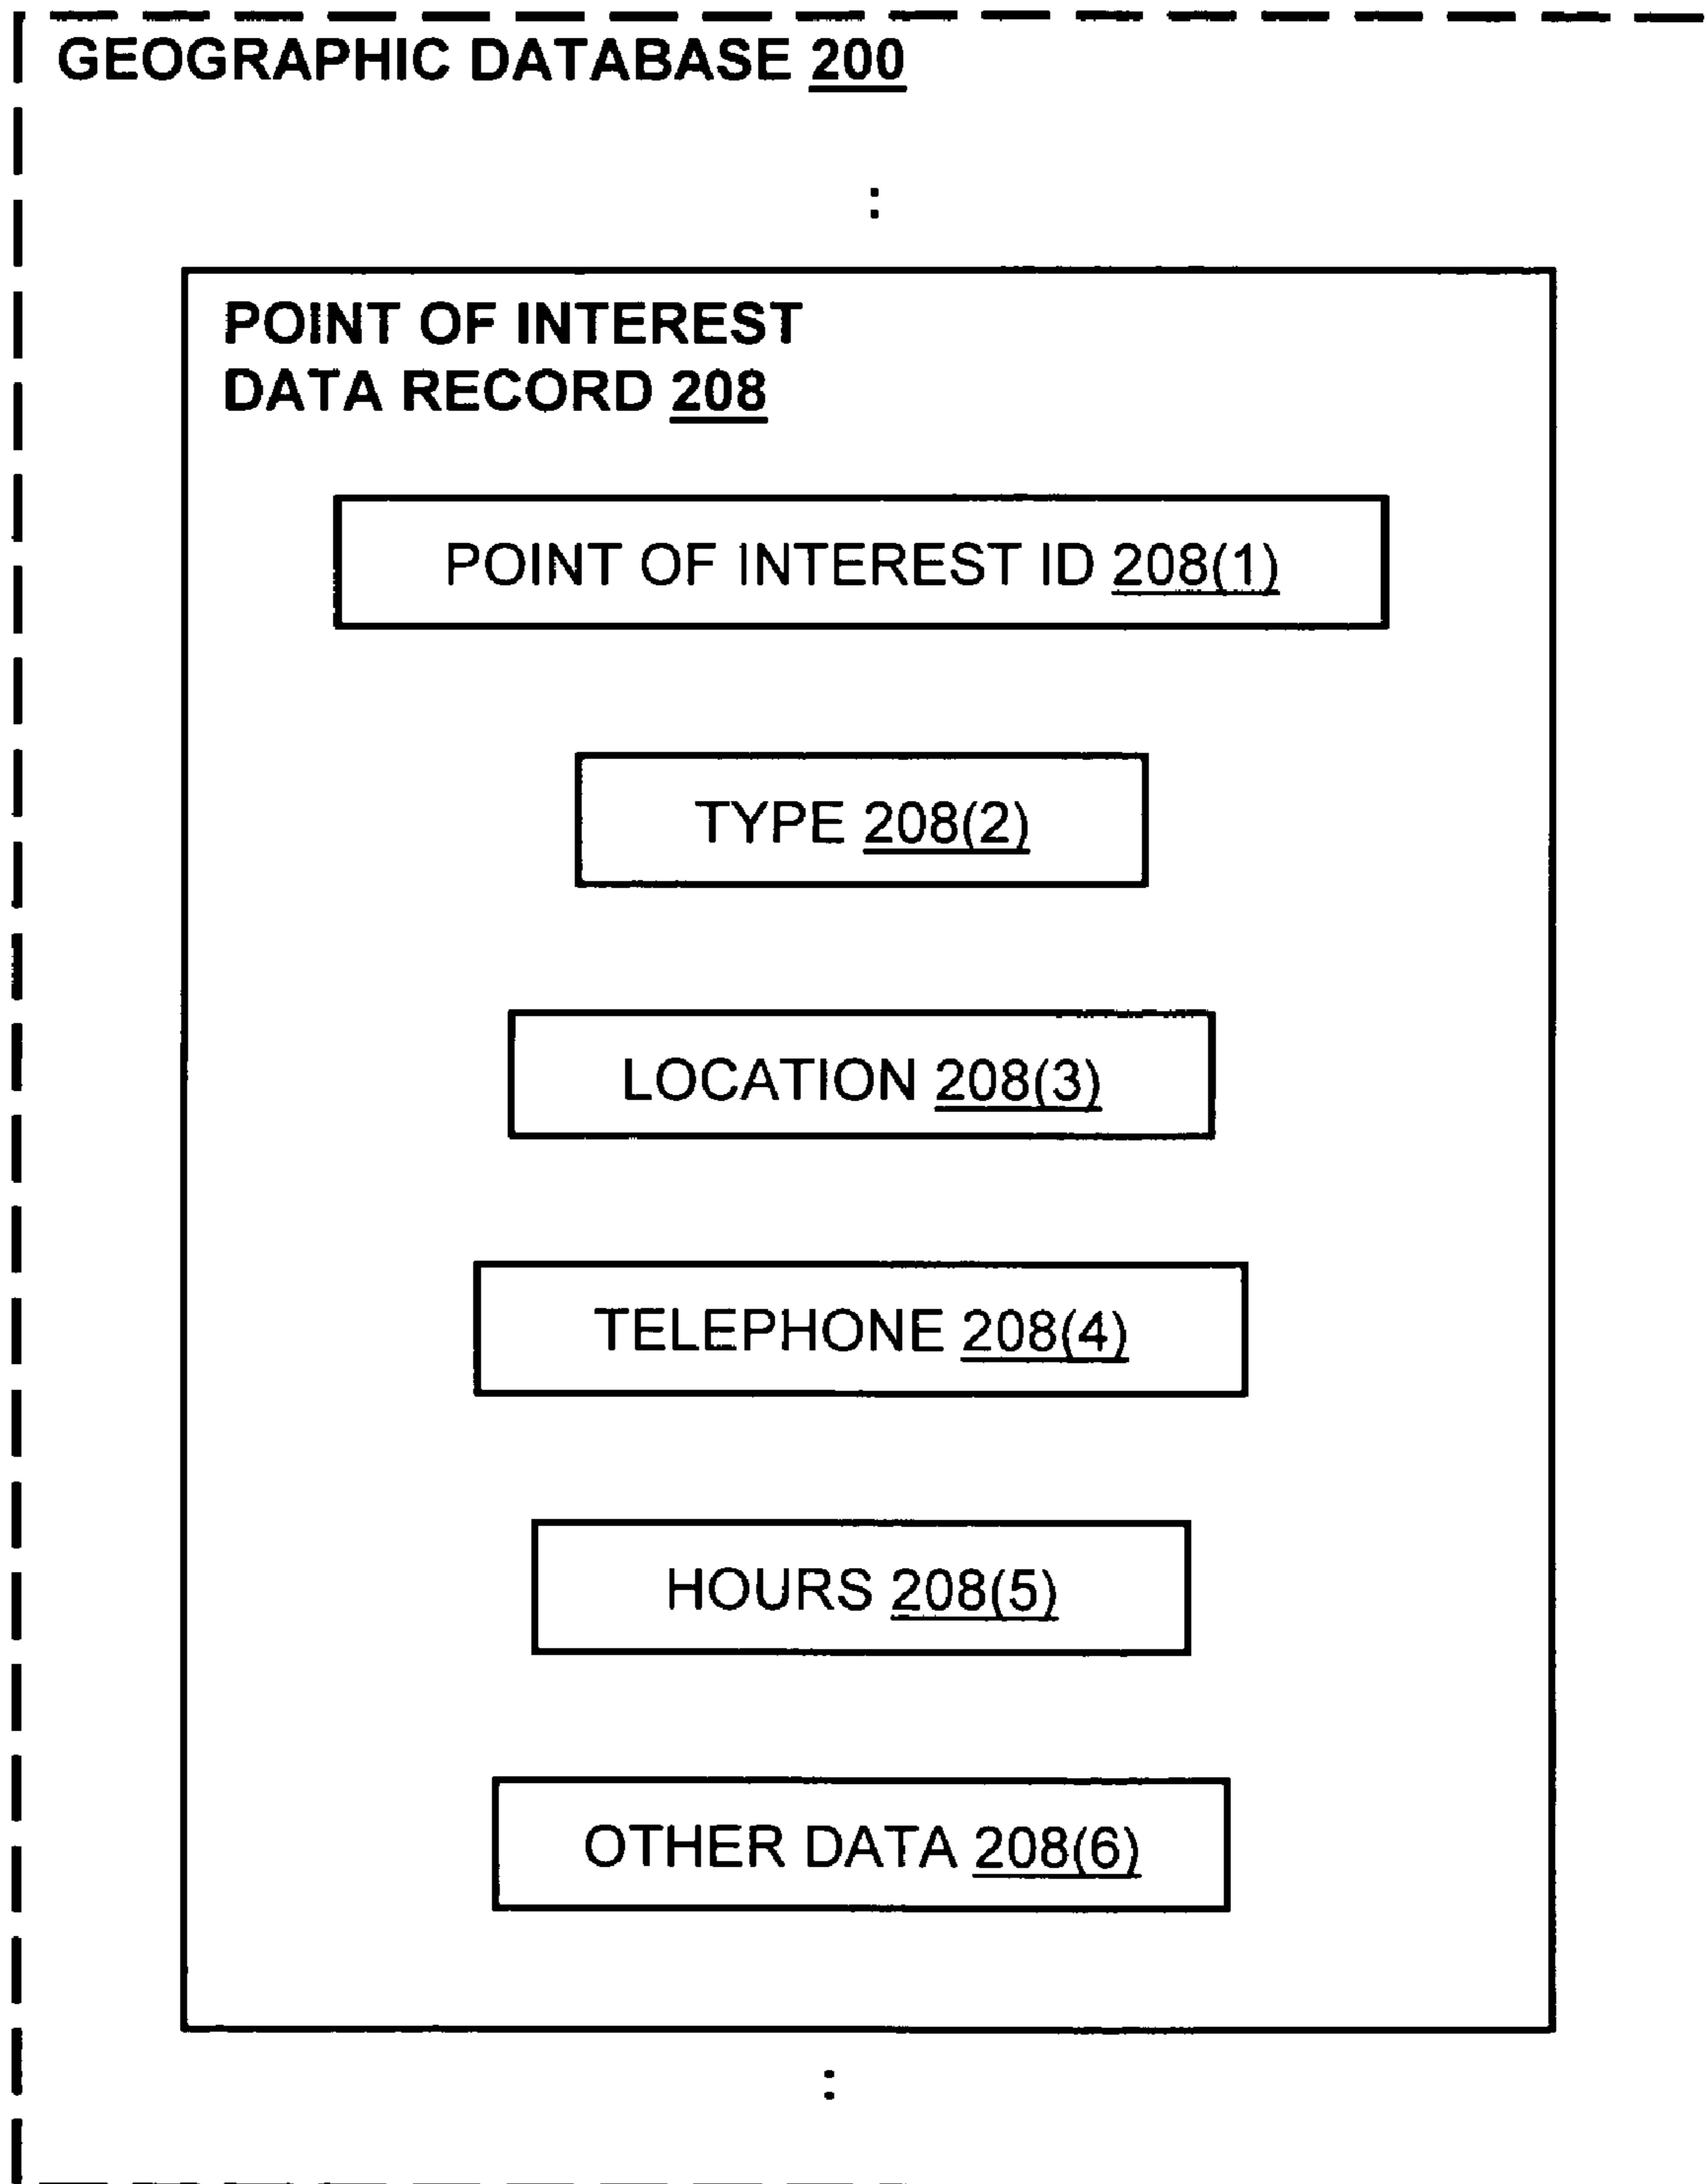 GEOGRAPHIC DATABASE 200
:
POINT OF INTEREST
DATA RECORD 208
POINT OF INTEREST ID 208(1)
TYPE 208(2)
LOCATION 208(3)
TELEPHONE 208(4)
HOURS 208(5)
OTHER DATA 208(6)
: